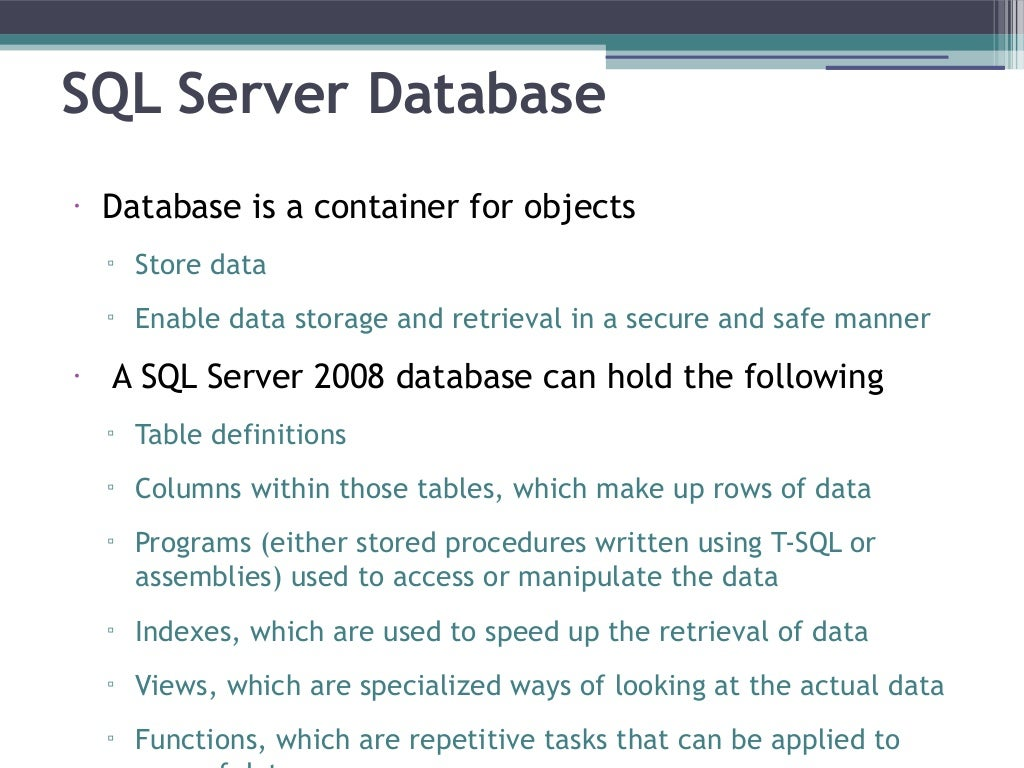 SQL Server Database
· Database is a container for objects
▫ Store data
▫ Enable data storage and retrieval in a secure and safe manner
· A SQL Server 2008 database can hold the following
▫ Table definitions
▫ Columns within those tables, which make up rows of data
▫ Programs (either stored procedures written using T-SQL or
assemblies) used to access or manipulate the data
▫ Indexes, which are used to speed up the retrieval of data
▫ Views, which are specialized ways of looking at the actual data
▫ Functions, which are repetitive tasks that can be applied to